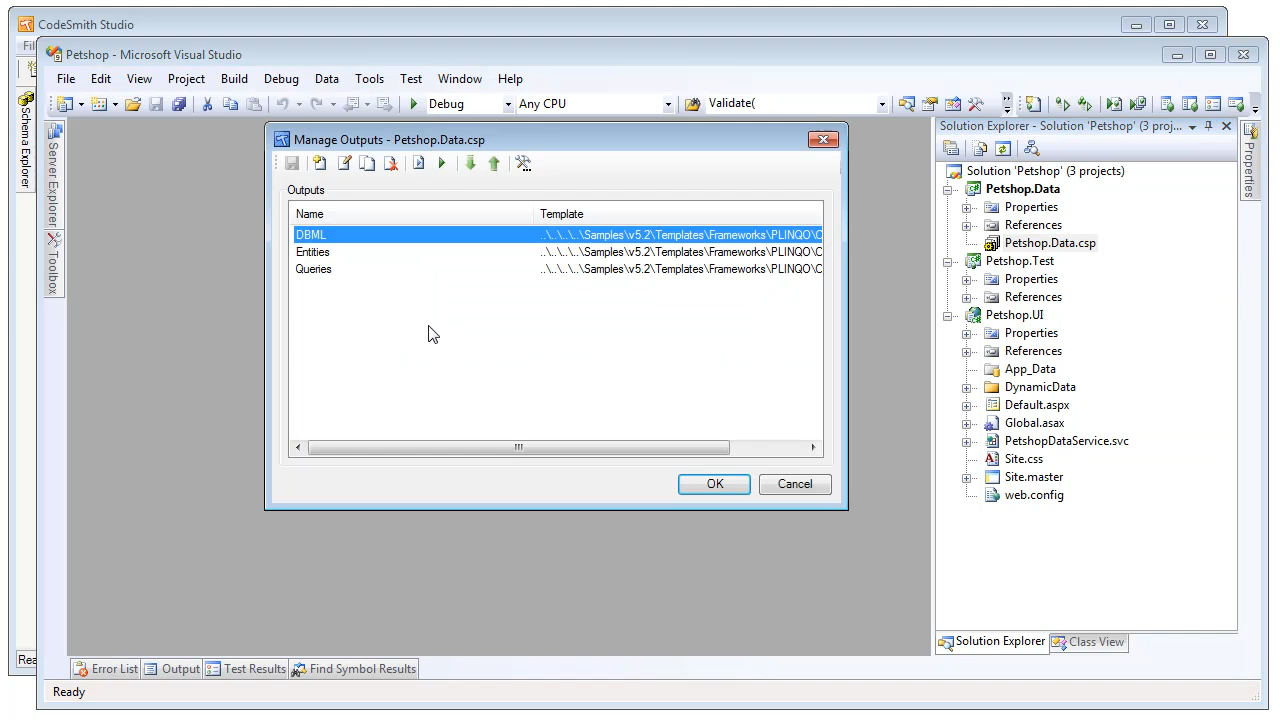 CodeSmith Studio
Fil
Petshop - Microsoft Visual Studio
File Edit View Project Build Debug Data Tools Test Window Help
Debug Any CPU Validate(
Schema Explorer
Server Explorer
Toolbox
Manage Outputs - Petshop.Data.csp
Outputs
Name Template
DBML ..\..\..\..\Samples\v5.2\Templates\Frameworks\PLINQO\C
Entities ..\..\..\..\Samples\v5.2\Templates\Frameworks\PLINQO\C
Queries ..\..\..\..\Samples\v5.2\Templates\Frameworks\PLINQO\C
OK Cancel
Solution Explorer - Solution 'Petshop' (3 proj...
Solution 'Petshop' (3 projects)
Petshop.Data
Properties
References
Petshop.Data.csp
Petshop.Test
Properties
References
Petshop.UI
Properties
References
App_Data
DynamicData
Default.aspx
Global.asax
PetshopDataService.svc
Site.css
Site.master
web.config
Solution Explorer Class View
Properties
Error List Output Test Results Find Symbol Results
Rea
Ready